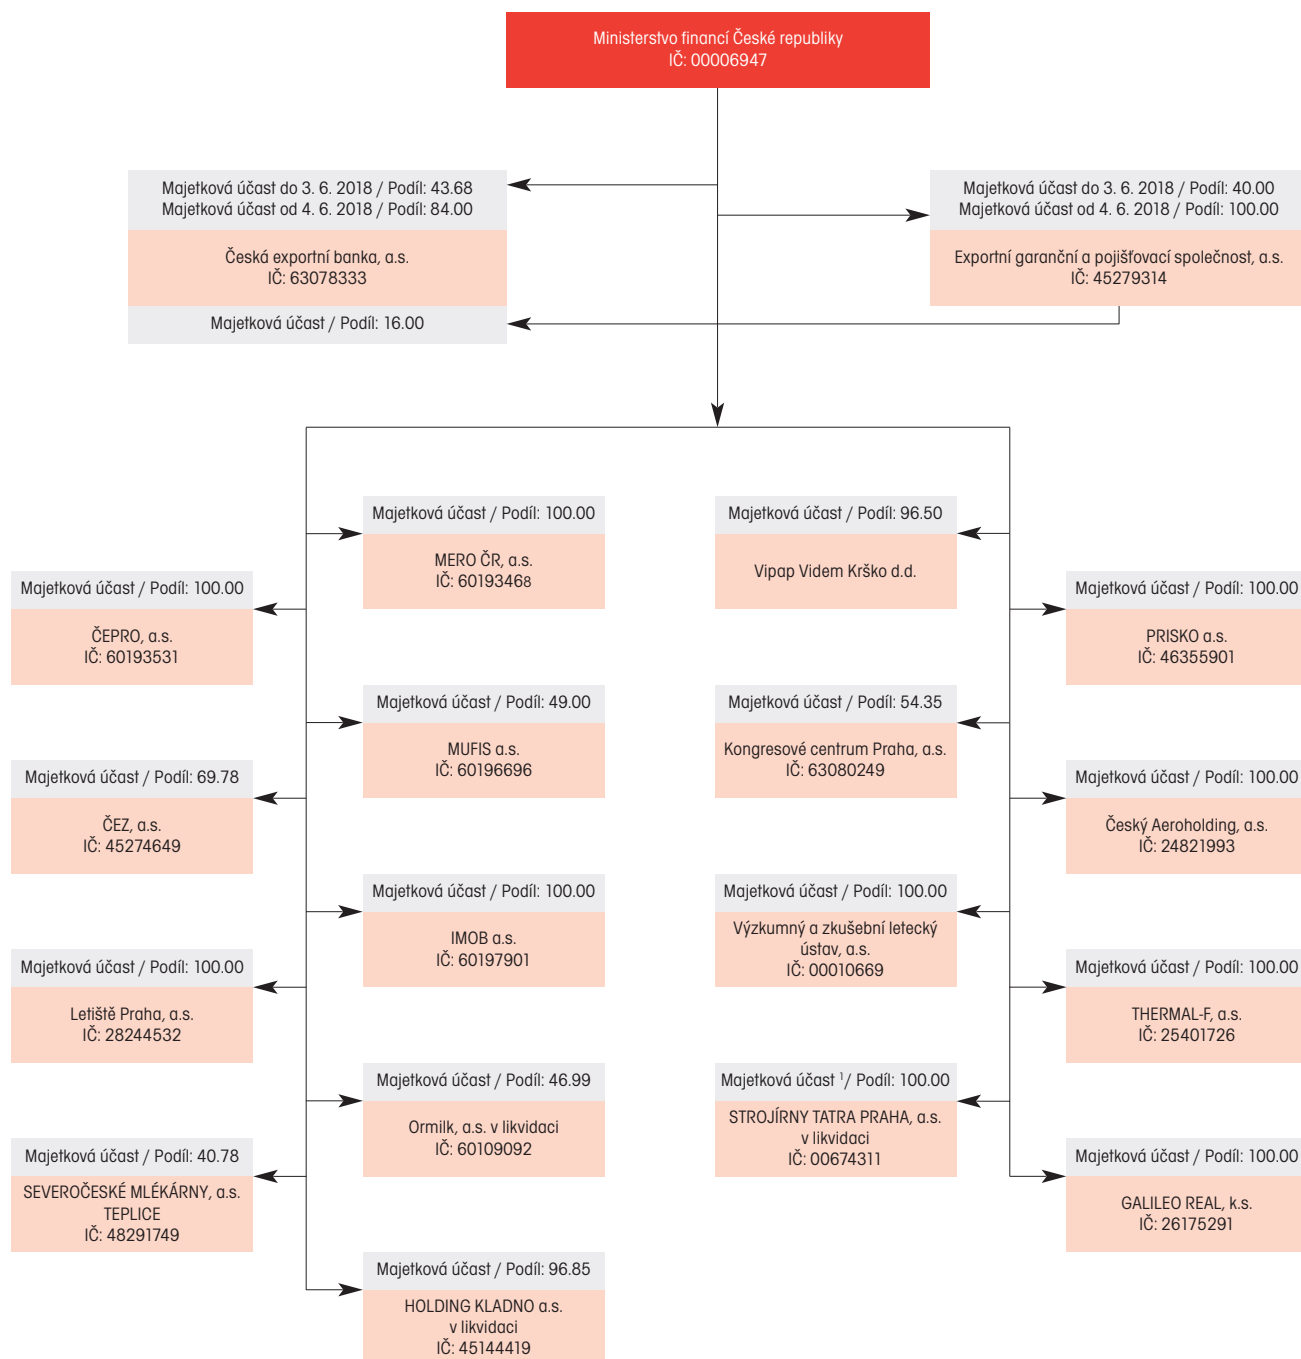 Ministerstvo financí České republiky
IČ: 00006947
Majetková účast do 3. 6. 2018 / Podíl: 43.68
Majetková účast od 4. 6. 2018 / Podíl: 84.00
Česká exportní banka, a.s.
IČ: 63078333
Majetková účast / Podíl: 16.00
Majetková účast do 3. 6. 2018 / Podíl: 40.00
Majetková účast od 4. 6. 2018 / Podíl: 100.00
Exportní garanční a pojišťovací společnost, a.s.
IČ: 45279314
Majetková účast / Podíl: 100.00
MERO ČR, a.s.
IČ: 60193468
Majetková účast / Podíl: 96.50
Vipap Videm Krško d.d.
Majetková účast / Podíl: 100.00
ČEPRO, a.s.
IČ: 60193531
Majetková účast / Podíl: 100.00
PRISKO a.s.
IČ: 46355901
Majetková účast / Podíl: 49.00
MUFIS a.s.
IČ: 60196696
Majetková účast / Podíl: 54.35
Kongresové centrum Praha, a.s.
IČ: 63080249
Majetková účast / Podíl: 69.78
ČEZ, a.s.
IČ: 45274649
Majetková účast / Podíl: 100.00
Český Aeroholding, a.s.
IČ: 24821993
Majetková účast / Podíl: 100.00
IMOB a.s.
IČ: 60197901
Majetková účast / Podíl: 100.00
Výzkumný a zkušební letecký
ústav, a.s.
IČ: 00010669
Majetková účast / Podíl: 100.00
Letiště Praha, a.s.
IČ: 28244532
Majetková účast / Podíl: 100.00
THERMAL-F, a.s.
IČ: 25401726
Majetková účast / Podíl: 46.99
Ormilk, a.s. v likvidaci
IČ: 60109092
Majetková účast ¹/ Podíl: 100.00
STROJÍRNY TATRA PRAHA, a.s.
v likvidaci
IČ: 00674311
Majetková účast / Podíl: 40.78
SEVEROČESKÉ MLÉKÁRNY, a.s.
TEPLICE
IČ: 48291749
Majetková účast / Podíl: 100.00
GALILEO REAL, k.s.
IČ: 26175291
Majetková účast / Podíl: 96.85
HOLDING KLADNO a.s.
v likvidaci
IČ: 45144419